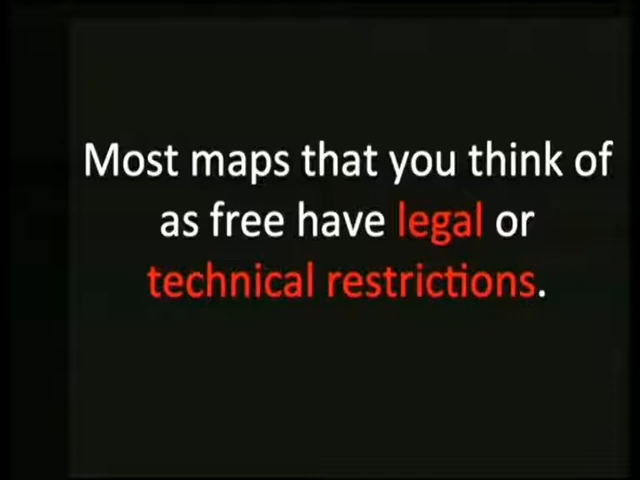 Most maps that you think of
as free have legal or
technical restrictions.